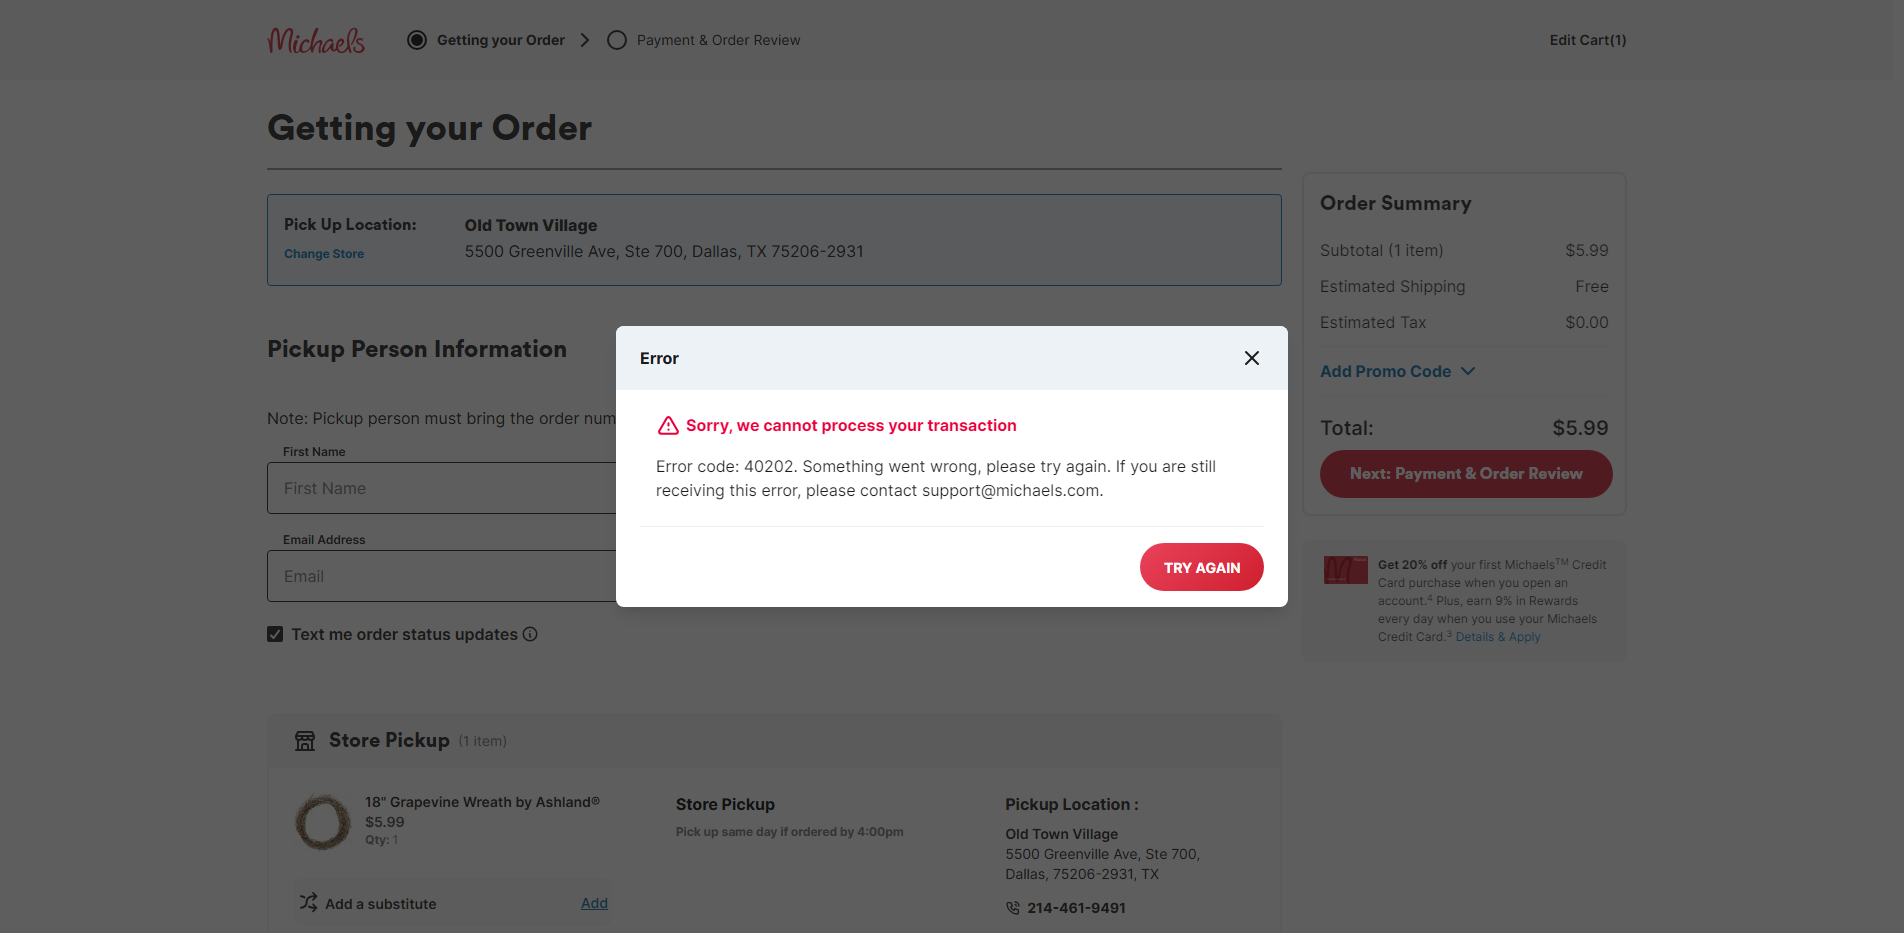 Michaels
Getting your Order
Payment & Order Review
Edit Cart(1)
Getting your Order
Pick Up Location:
Change Store
Old Town Village
5500 Greenville Ave, Ste 700, Dallas, TX 75206-2931
Order Summary
Subtotal (1 item) $5.99
Estimated Shipping Free
Estimated Tax $0.00
Add Promo Code
Total: $5.99
Next: Payment & Order Review
Get 20% off your first Michaels™ Credit
Card purchase when you open an
account.⁴ Plus, earn 9% in Rewards
every day when you use your Michaels
Credit Card.³ Details & Apply
Pickup Person Information
Note: Pickup person must bring the order num
First Name
First Name
Email Address
Email
Text me order status updates
Error
Sorry, we cannot process your transaction
Error code: 40202. Something went wrong, please try again. If you are still
receiving this error, please contact support@michaels.com.
TRY AGAIN
Store Pickup (1 item)
18" Grapevine Wreath by Ashland®
$5.99
Qty: 1
Add a substitute
Add
Store Pickup
Pick up same day if ordered by 4:00pm
Pickup Location :
Old Town Village
5500 Greenville Ave, Ste 700,
Dallas, 75206-2931, TX
214-461-9491